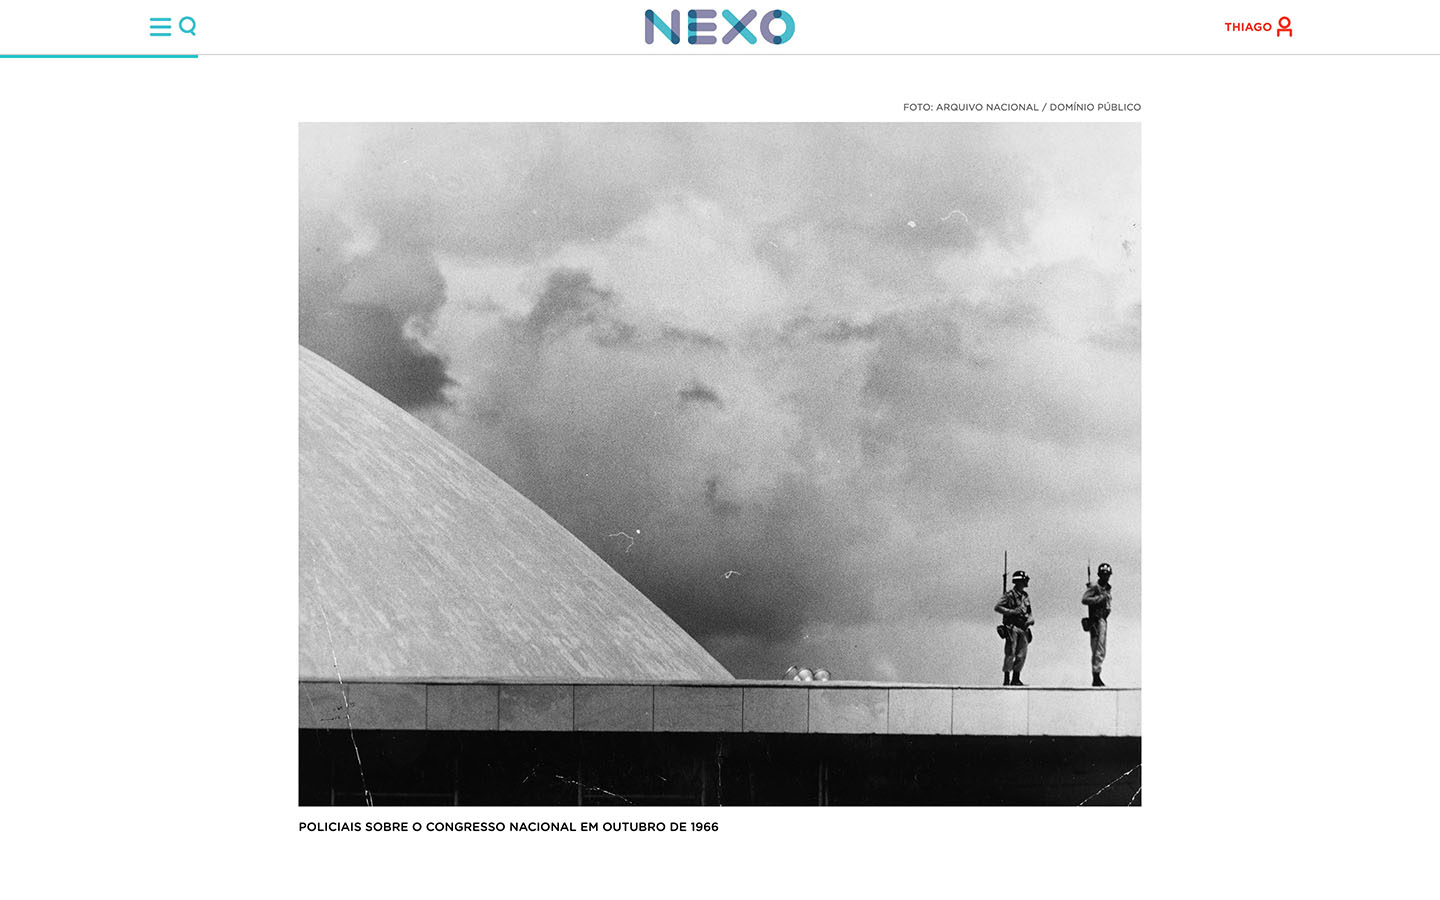 NEXO
THIAGO
FOTO: ARQUIVO NACIONAL / DOMÍNIO PÚBLICO
POLICIAIS SOBRE O CONGRESSO NACIONAL EM OUTUBRO DE 1966